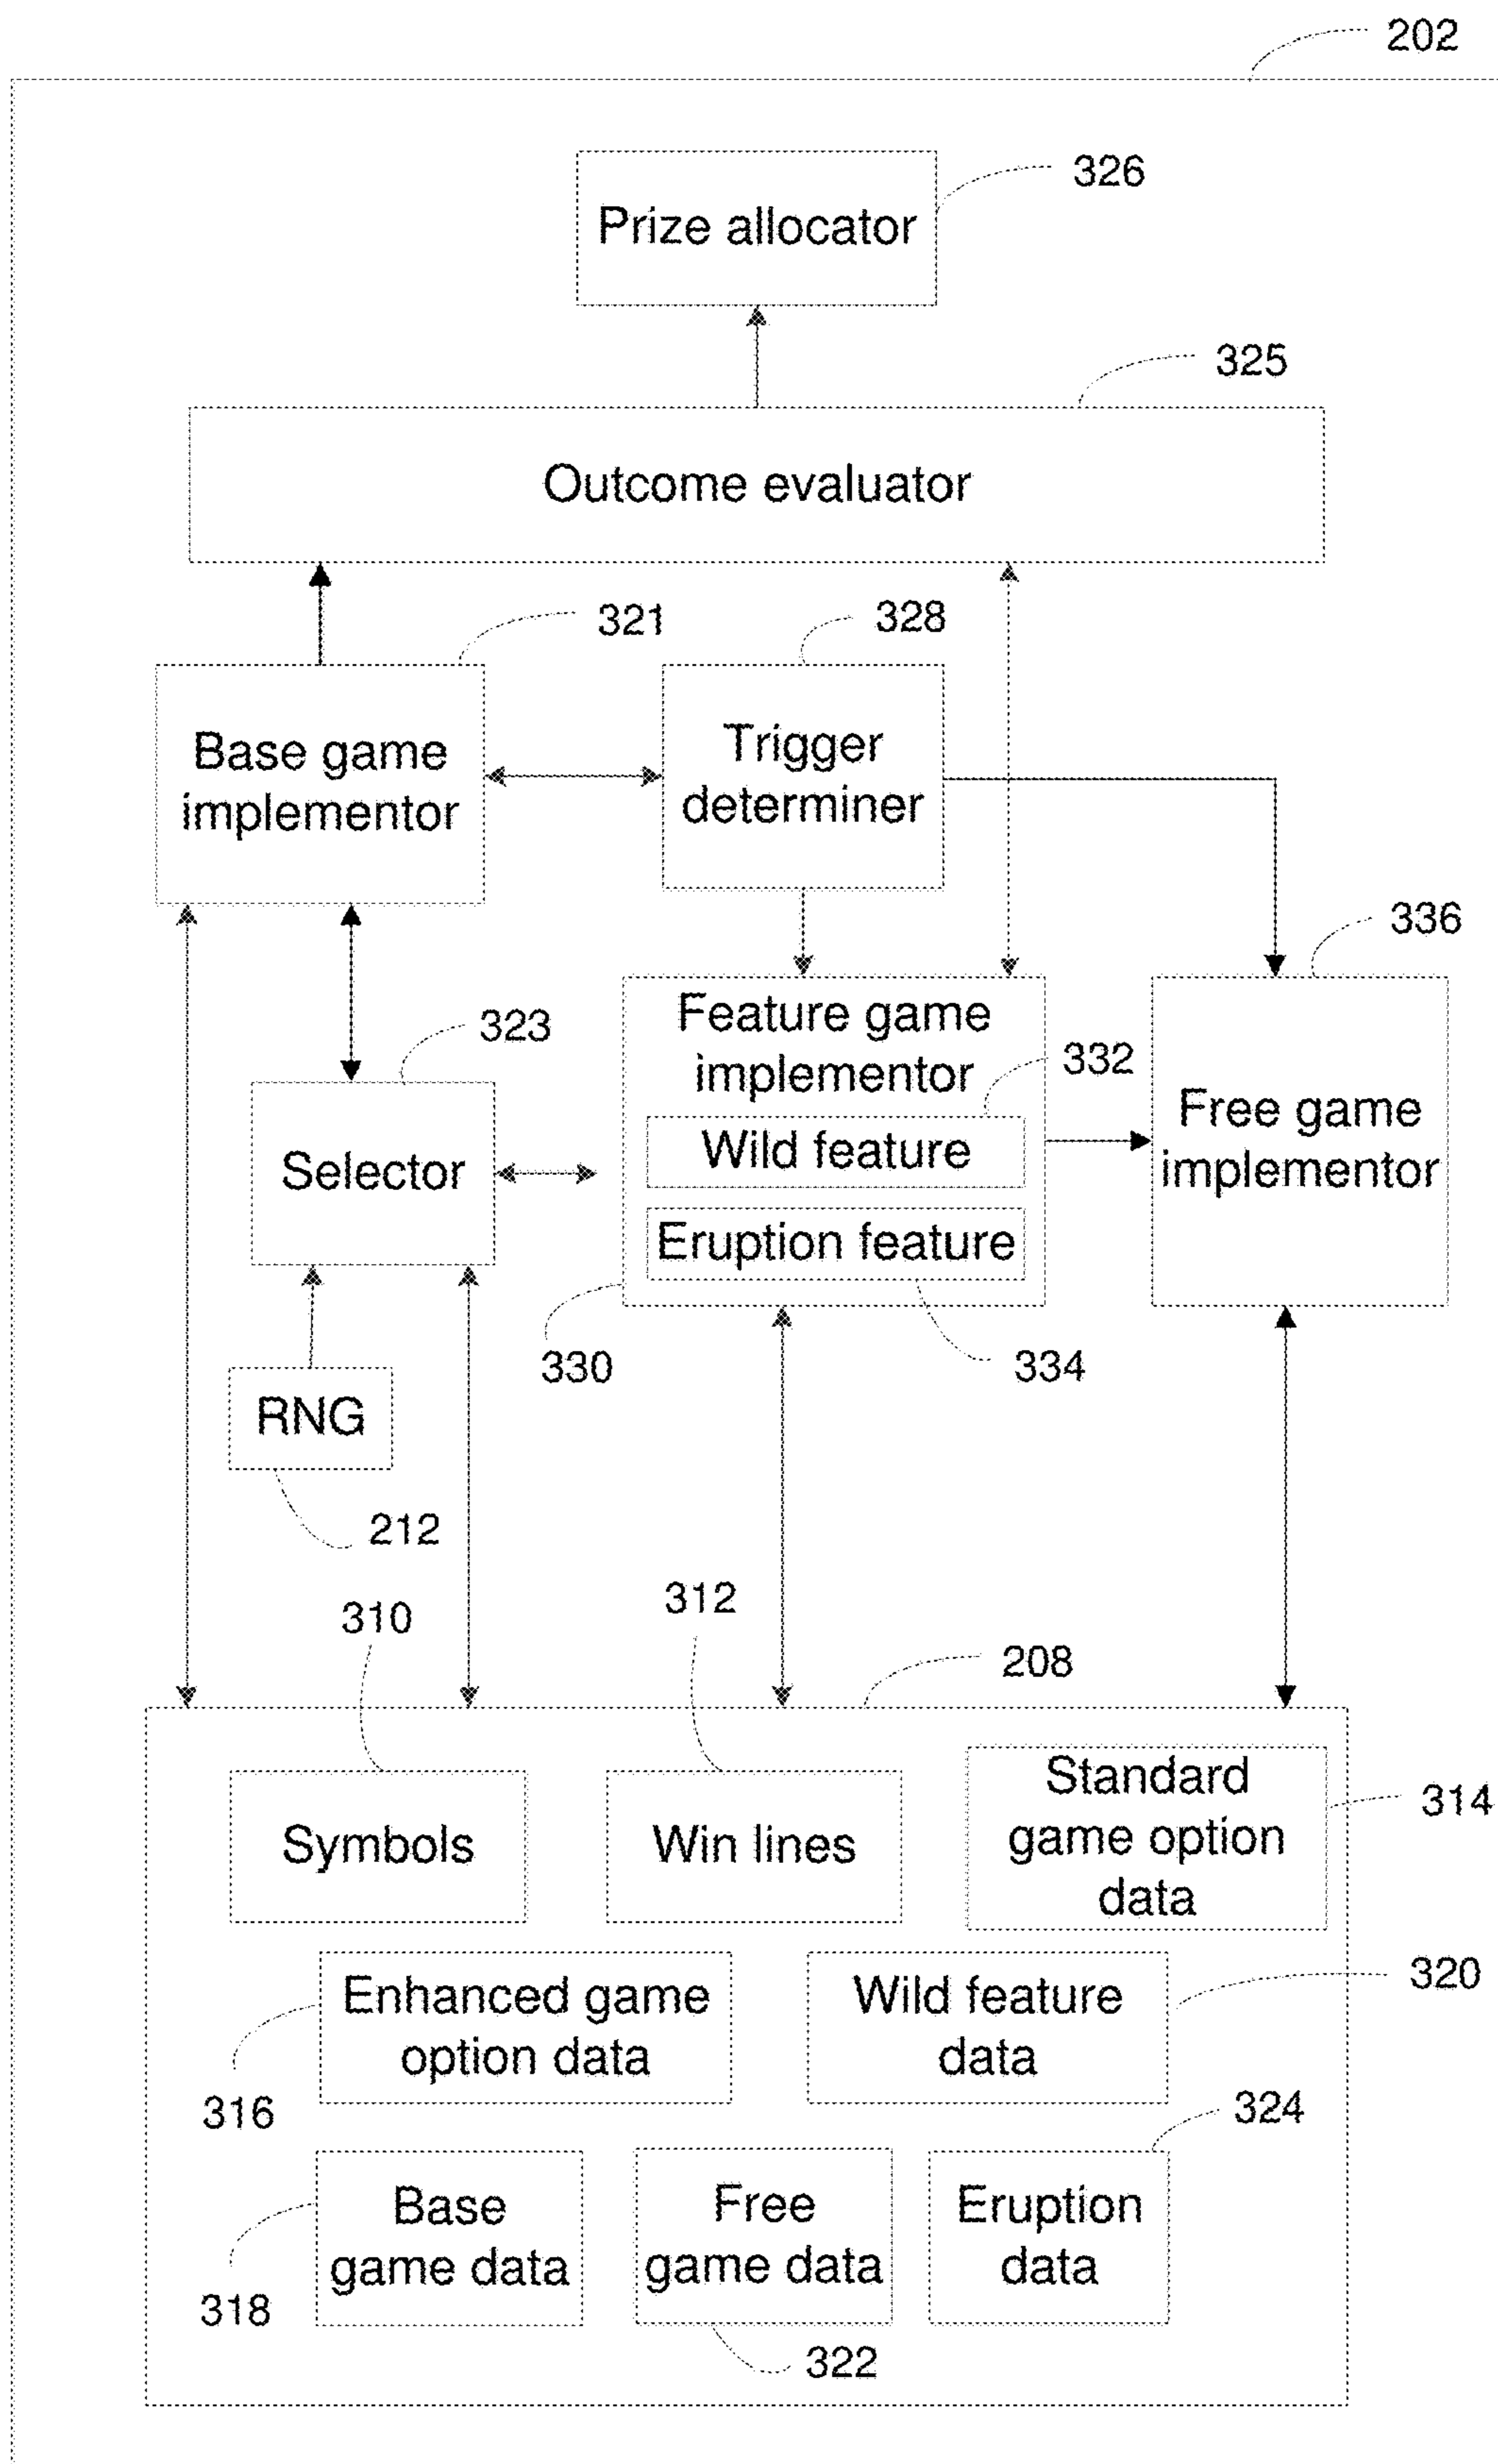 202
326
Prize allocator
325
Outcome evaluator
321
328
Base game
implementor
Trigger
determiner
336
323
Feature game
implementor
332
Selector
Wild feature
Free game
implementor
Eruption feature
330
334
RNG
212
310
312
208
Symbols
Win lines
Standard
game option
data
314
Enhanced game
option data
Wild feature
data
320
316
324
Base
game data
Free
game data
Eruption
data
318
322